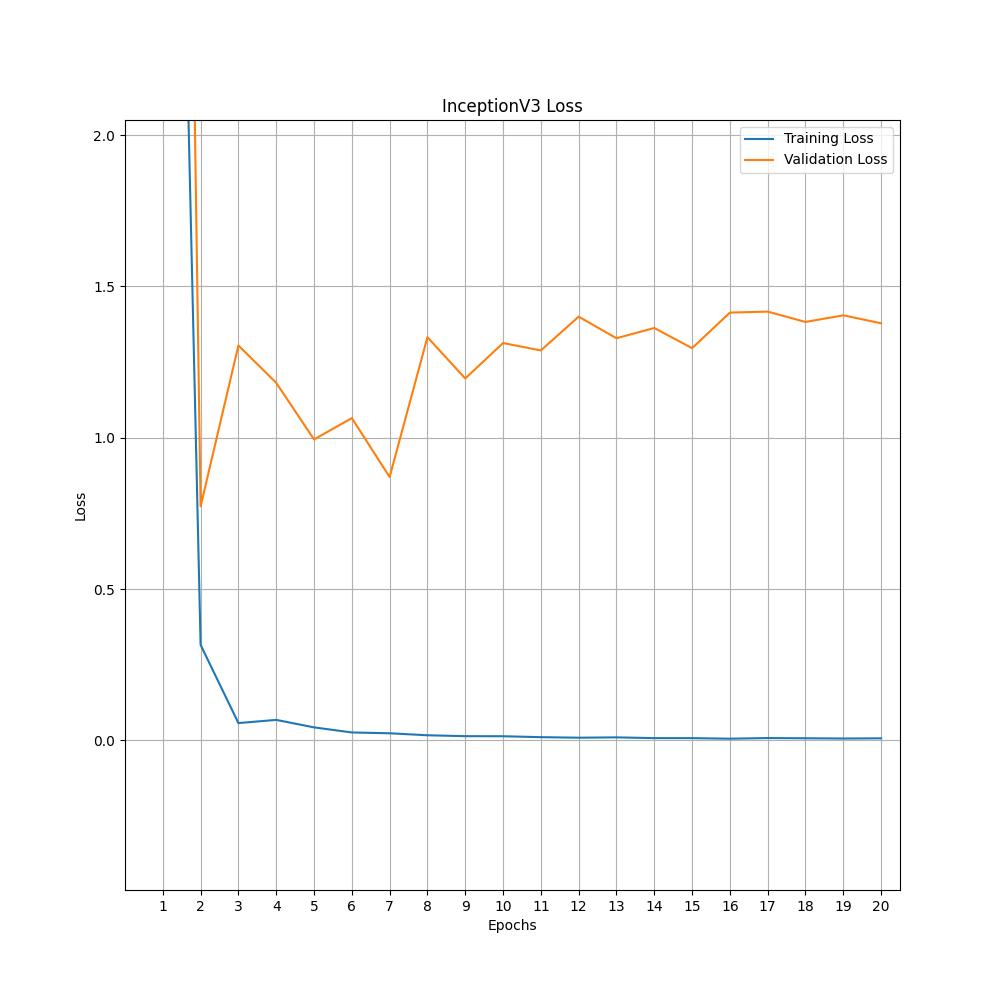 InceptionV3 Loss
Training Loss
Validation Loss
2.0
1.5
1.0
0.5
0.0
Loss
1 2 3 4 5 6 7 8 9 10 11 12 13 14 15 16 17 18 19 20
Epochs